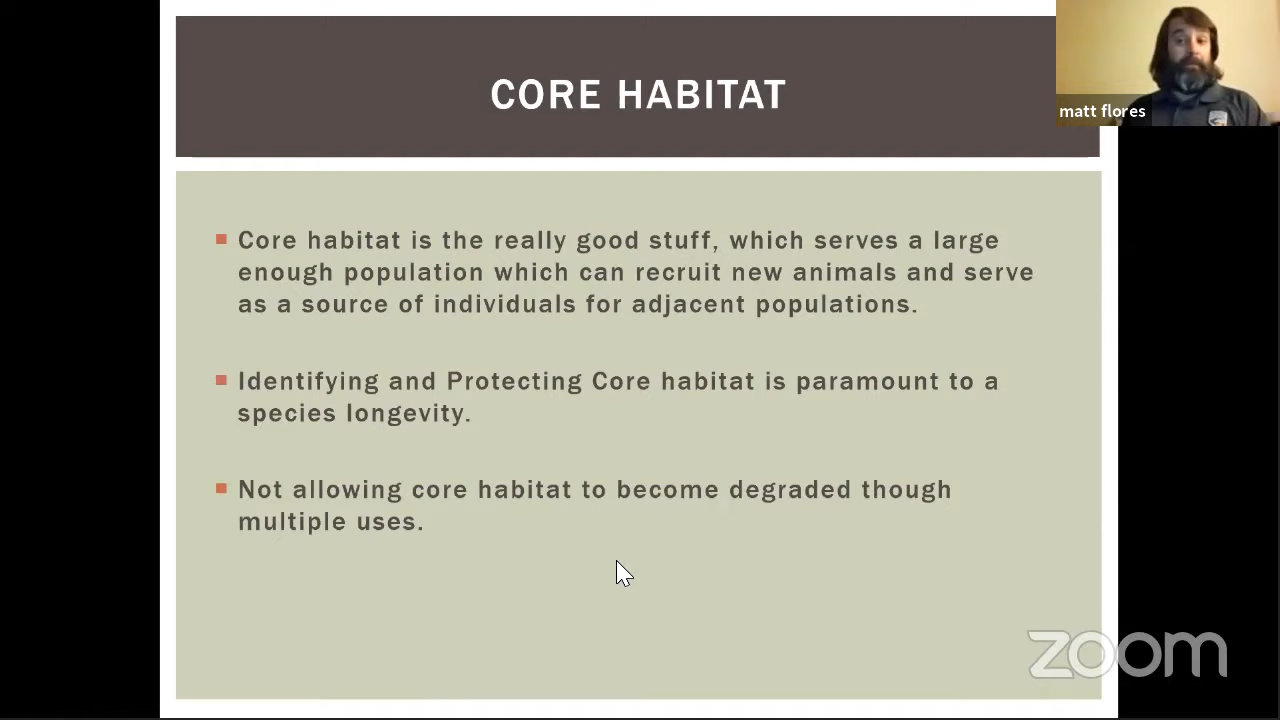 CORE HABITAT
matt flores
Core habitat is the really good stuff, which serves a large
enough population which can recruit new animals and serve
as a source of individuals for adjacent populations.
Identifying and Protecting Core habitat is paramount to a
species longevity.
Not allowing core habitat to become degraded though
multiple uses.
zoom